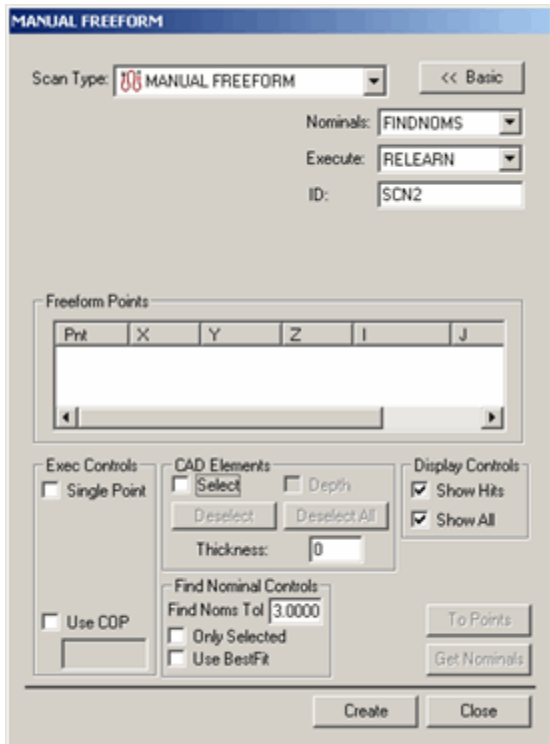 MANUAL FREEFORM
Scan Type: MANUAL FREEFORM << Basic
Nominals: FINDNOMS
Execute: RELEARN
ID: SCN2
Freeform Points
Pnt X Y Z I J
Exec Controls CAD Elements Display Controls
Single Point Select Depth Show Hits
Deselect Deselect All Show All
Thickness: 0
Find Nominal Controls
Use COP Find Noms Tol 3.0000 To Points
Only Selected
Use BestFit Get Nominals
Create Close